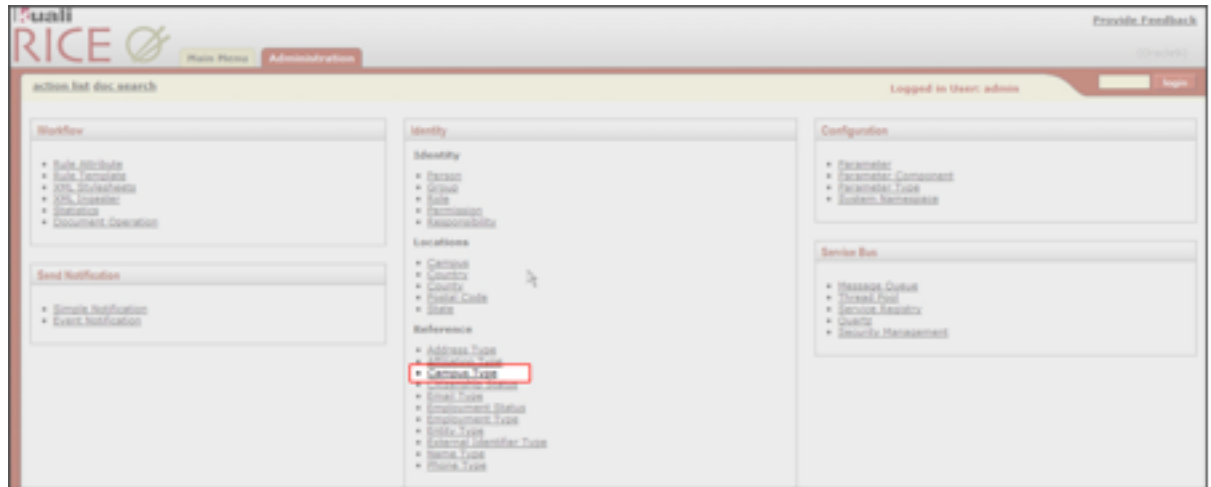 Kuali
RICE
Provide Feedback
Main Menu
Administration
action list doc search
Logged in User: admin
login
Workflow
Rule Attribute
Rule Template
XML Stylesheets
XML Ingester
Statistics
Document Operation
Send Notification
Simple Notification
Event Notification
Identity
Identity
Person
Group
Role
Permission
Responsibility
Locations
Campus
Country
County
Postal Code
State
Reference
Address Type
Affiliation Type
Campus Type
Citizenship Status
Email Type
Employment Status
Employment Type
Entity Type
External Identifier Type
Name Type
Phone Type
Configuration
Parameter
Parameter Component
Parameter Type
System Namespace
Service Bus
Message Queue
Thread Pool
Service Registry
Quartz
Security Management